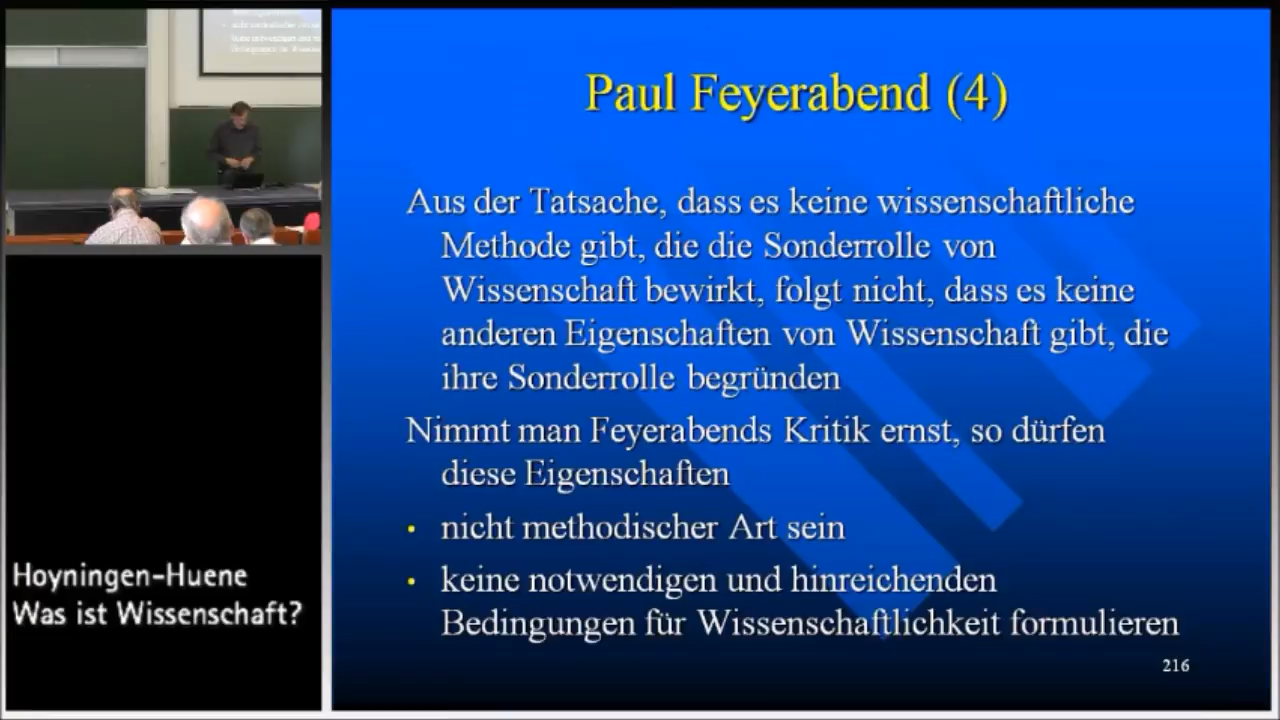 Paul Feyerabend (4)
Aus der Tatsache, dass es keine wissenschaftliche
Methode gibt, die die Sonderrolle von
Wissenschaft bewirkt, folgt nicht, dass es keine
anderen Eigenschaften von Wissenschaft gibt, die
ihre Sonderrolle begründen
Nimmt man Feyerabends Kritik ernst, so dürfen
diese Eigenschaften
• nicht methodischer Art sein
• keine notwendigen und hinreichenden
Bedingungen für Wissenschaftlichkeit formulieren
216
Hoyningen-Huene
Was ist Wissenschaft?